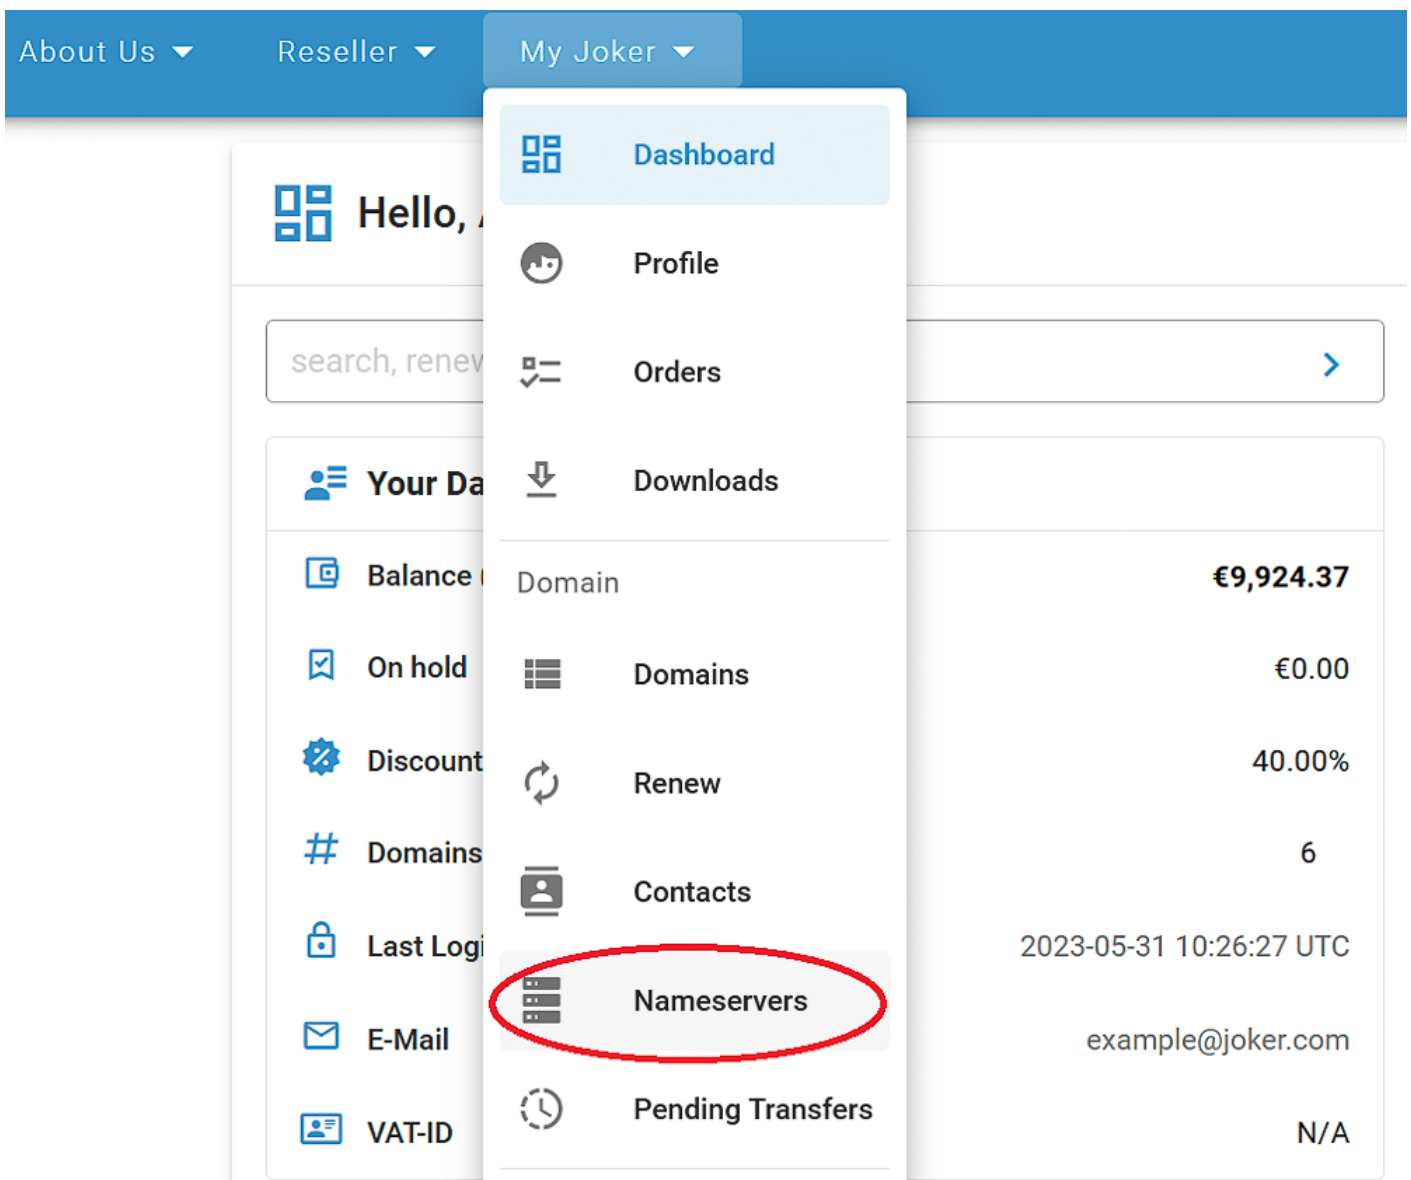 About Us
Reseller
My Joker
Dashboard
Hello,
Profile
search, renew
Orders
Your Da
Downloads
Balance
€9,924.37
Domain
On hold
€0.00
Domains
Discount
40.00%
Renew
Domains
6
Contacts
Last Logi
2023-05-31 10:26:27 UTC
Nameservers
E-Mail
example@joker.com
Pending Transfers
VAT-ID
N/A